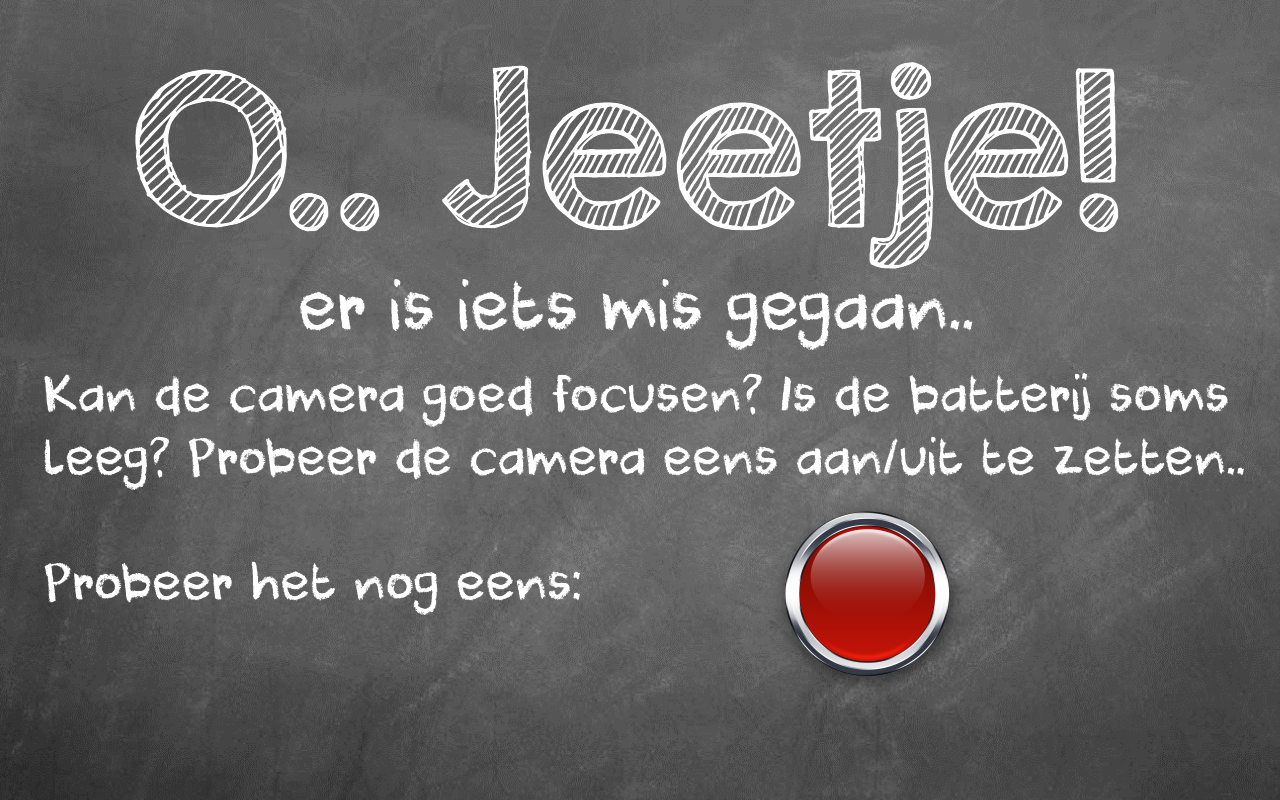 O.. Jeetje!
er is iets mis gegaan..
Kan de camera goed focusen? Is de batterij soms
leeg? Probeer de camera eens aan/uit te zetten..
Probeer het nog eens: